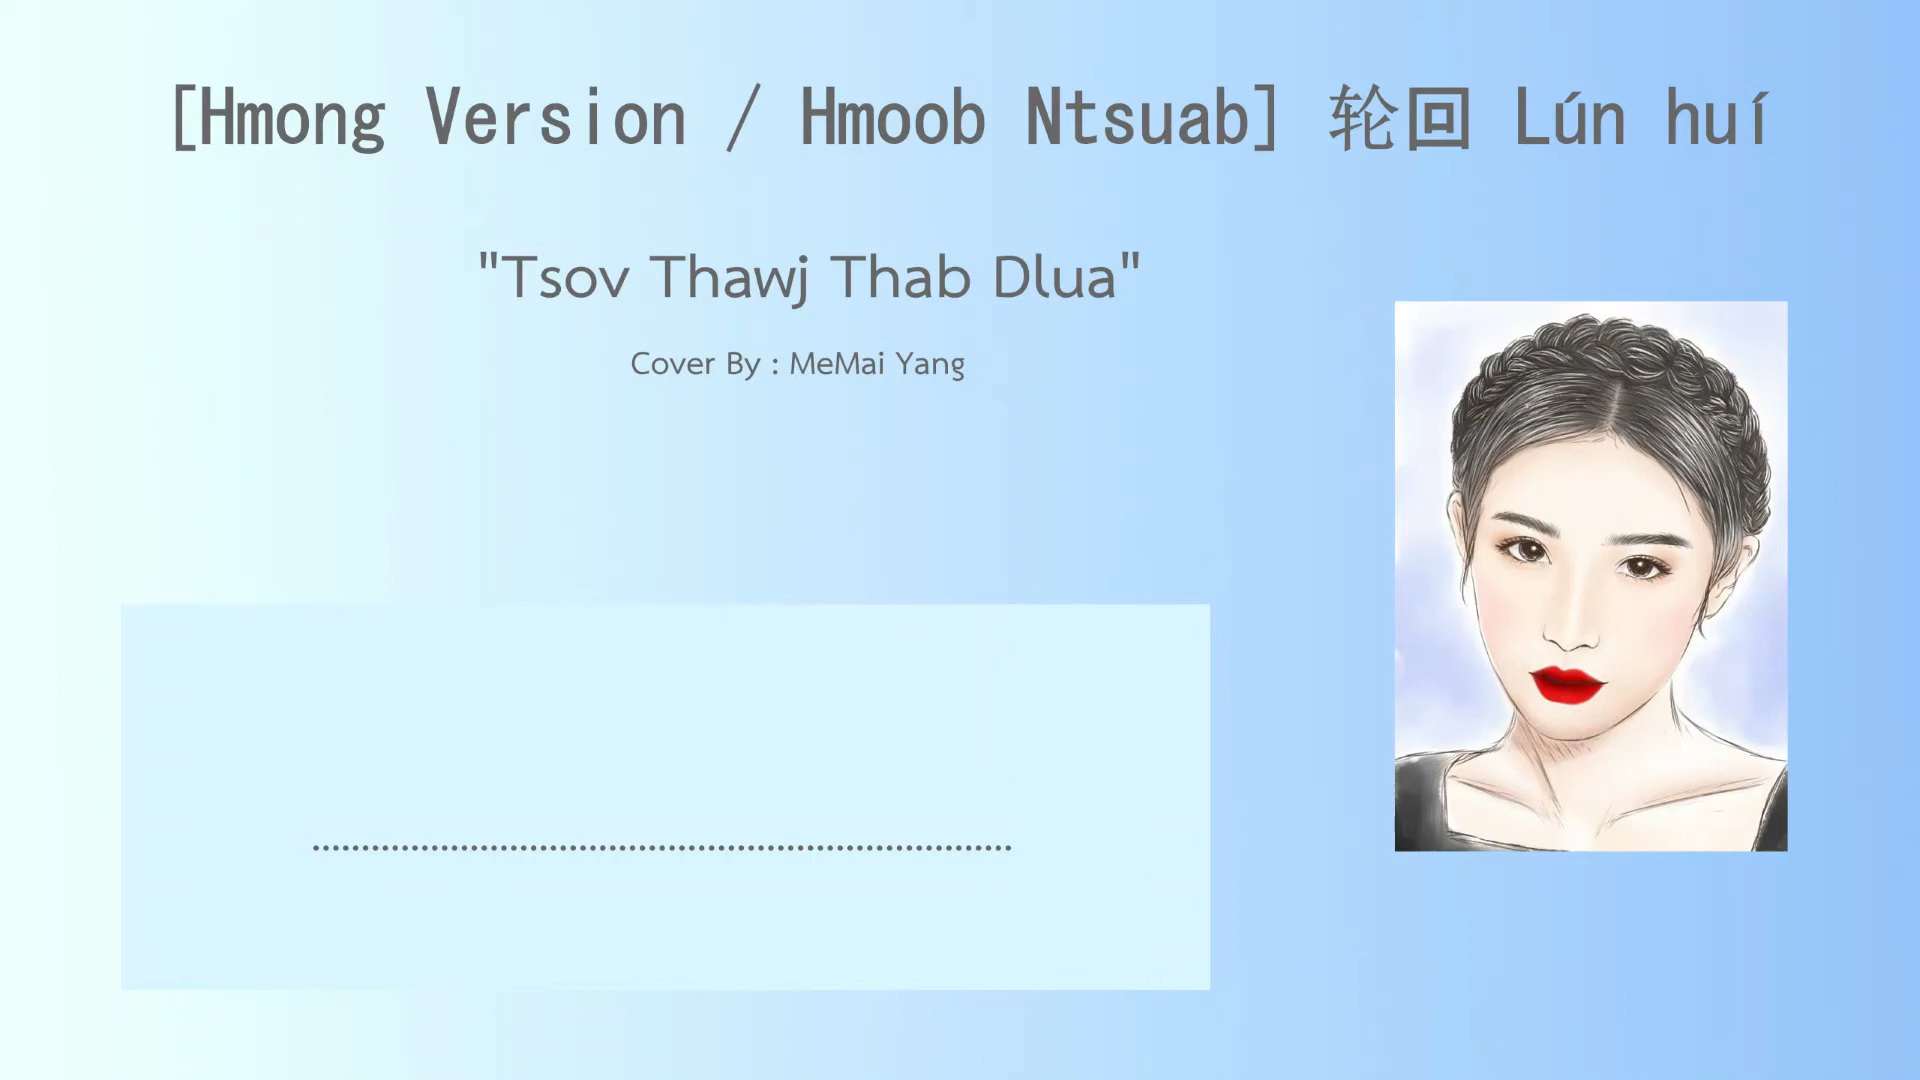 [Hmong Version / Hmoob Ntsuab] 轮回 Lún huí
"Tsov Thawj Thab Dlua"
Cover By : MeMai Yang
......................................................................